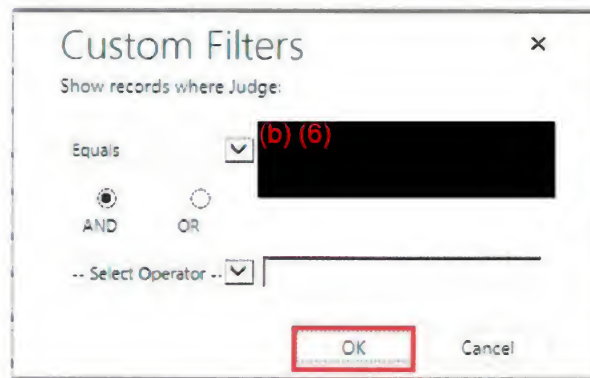 Custom Filters ×
Show records where Judge:
Equals (b) (6)
AND OR
-- Select Operator --
OK Cancel